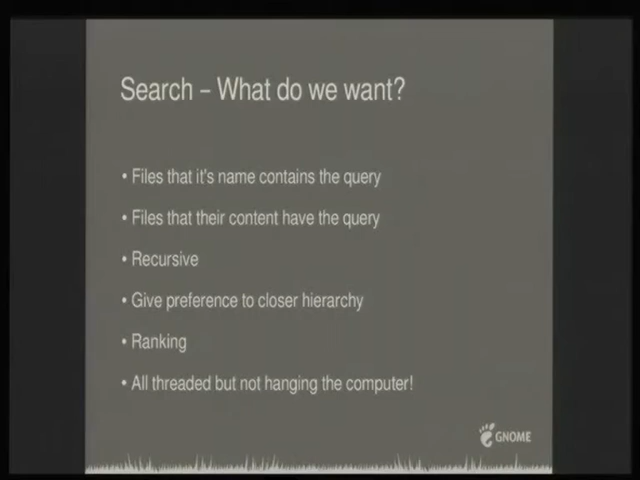 Search – What do we want?
• Files that it's name contains the query
• Files that their content have the query
• Recursive
• Give preference to closer hierarchy
• Ranking
• All threaded but not hanging the computer!
GNOME